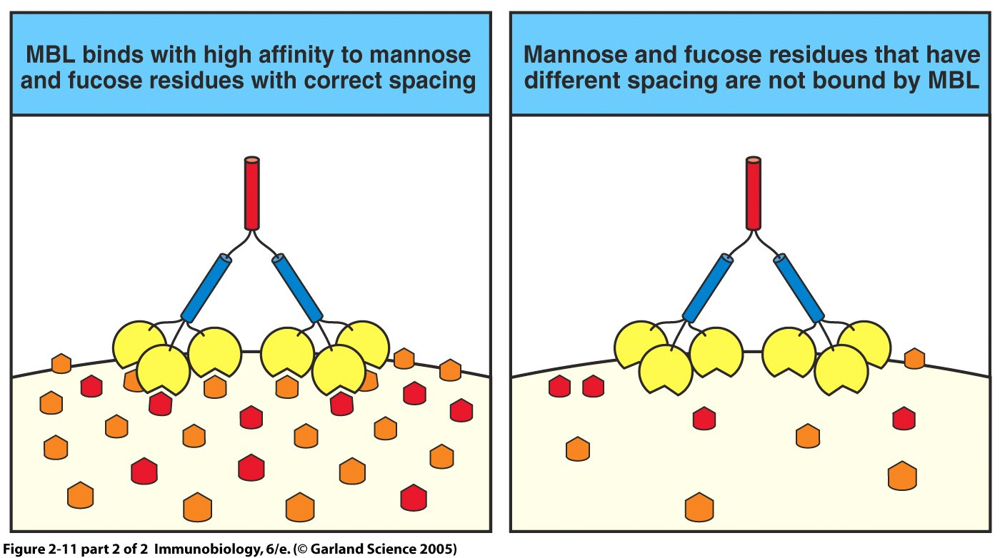 MBL binds with high affinity to mannose
and fucose residues with correct spacing
Mannose and fucose residues that have
different spacing are not bound by MBL
Figure 2-11 part 2 of 2 Immunobiology, 6/e. (© Garland Science 2005)